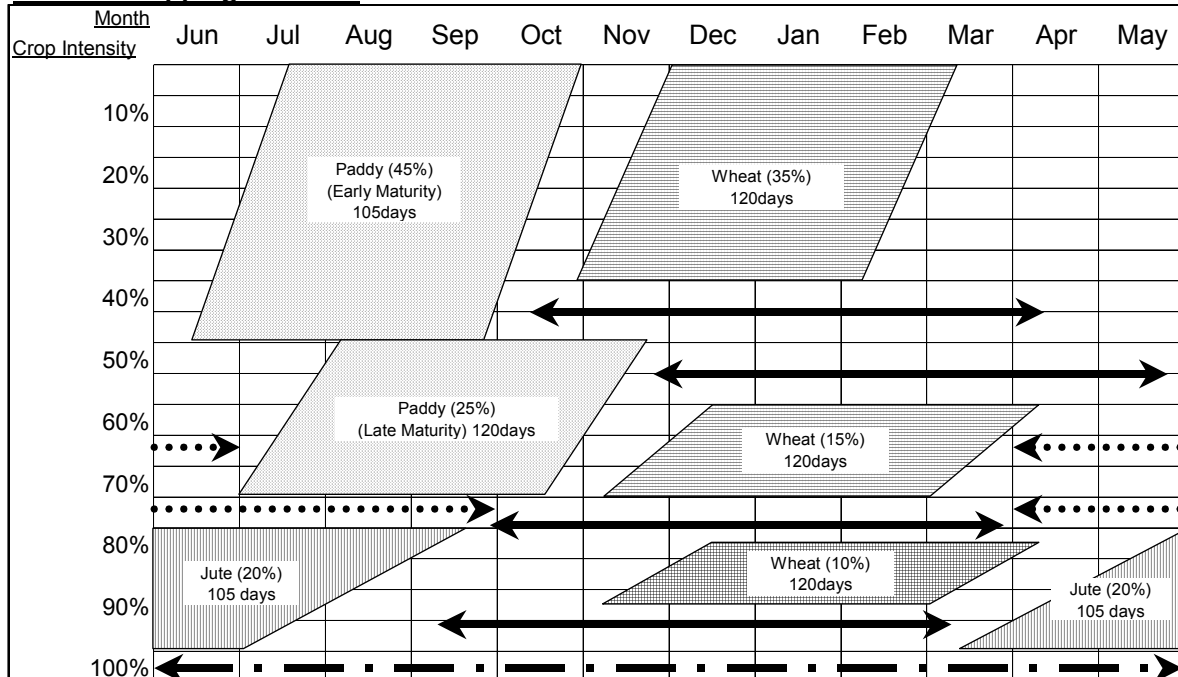 Month
Crop Intensity
Jun Jul Aug Sep Oct Nov Dec Jan Feb Mar Apr May
10%
20%
30%
40%
50%
60%
70%
80%
90%
100%
Paddy (45%)
(Early Maturity)
105days
Wheat (35%)
120days
Paddy (25%)
(Late Maturity) 120days
Wheat (15%)
120days
Jute (20%)
105 days
Wheat (10%)
120days
Jute (20%)
105 days